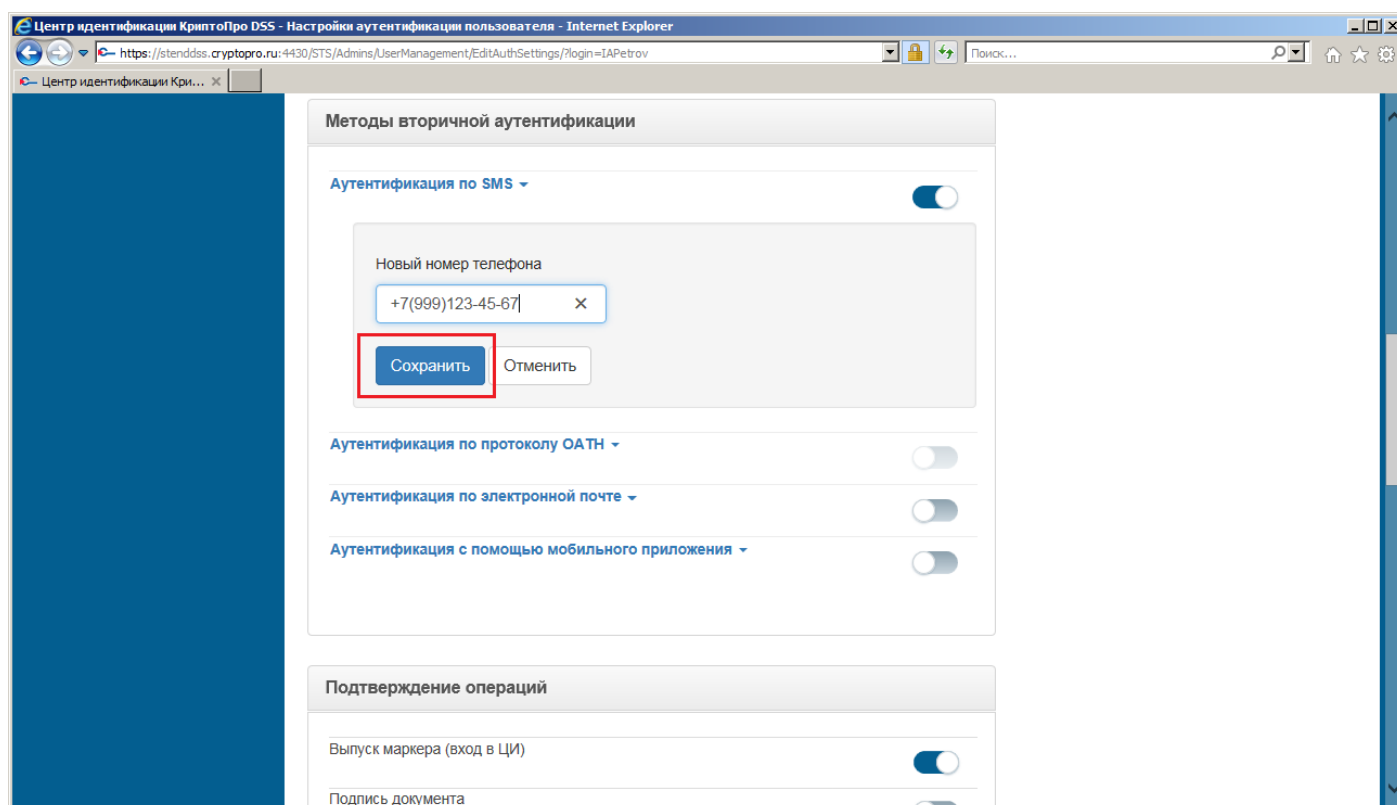 Центр идентификации КриптоПро DSS - Настройки аутентификации пользователя - Internet Explorer
https://stenddss.cryptopro.ru:4430/STS/Admins/UserManagement/EditAuthSettings/?login=IAPetrov
Поиск...
Центр идентификации Кри...
Методы вторичной аутентификации
Аутентификация по SMS
Новый номер телефона
+7(999)123-45-67
Сохранить Отменить
Аутентификация по протоколу OATH
Аутентификация по электронной почте
Аутентификация с помощью мобильного приложения
Подтверждение операций
Выпуск маркера (вход в ЦИ)
Подпись документа